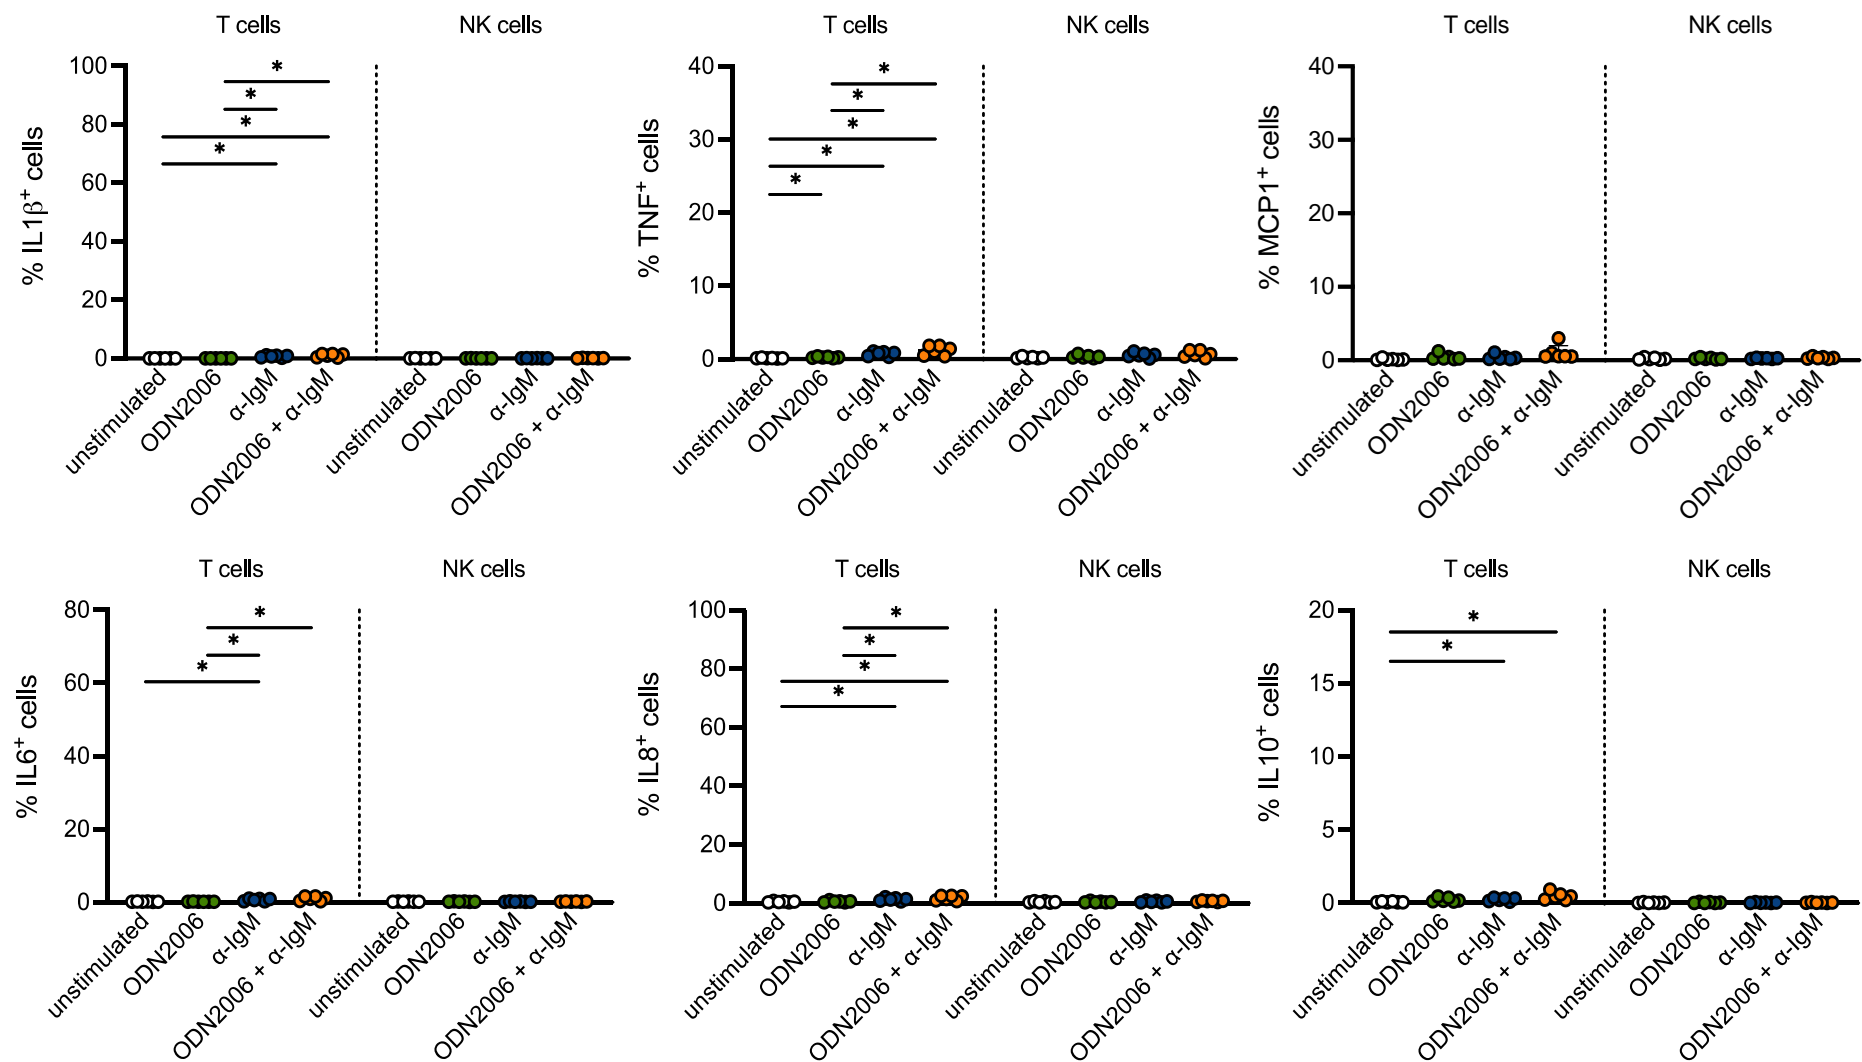 T cells NK cells
% IL1β⁺ cells
100
80
60
40
20
0
* * * *
unstimulated
ODN2006
α-IgM
ODN2006 + α-IgM
unstimulated
ODN2006
α-IgM
ODN2006 + α-IgM
T cells NK cells
% TNF⁺ cells
40
30
20
10
0
* * * * *
unstimulated
ODN2006
α-IgM
ODN2006 + α-IgM
unstimulated
ODN2006
α-IgM
ODN2006 + α-IgM
T cells NK cells
% MCP1⁺ cells
40
30
20
10
0
unstimulated
ODN2006
α-IgM
ODN2006 + α-IgM
unstimulated
ODN2006
α-IgM
ODN2006 + α-IgM
T cells NK cells
% IL6⁺ cells
80
60
40
20
0
* * *
unstimulated
ODN2006
α-IgM
ODN2006 + α-IgM
unstimulated
ODN2006
α-IgM
ODN2006 + α-IgM
T cells NK cells
% IL8⁺ cells
100
80
60
40
20
0
* * * *
unstimulated
ODN2006
α-IgM
ODN2006 + α-IgM
unstimulated
ODN2006
α-IgM
ODN2006 + α-IgM
T cells NK cells
% IL10⁺ cells
20
15
10
5
0
* *
unstimulated
ODN2006
α-IgM
ODN2006 + α-IgM
unstimulated
ODN2006
α-IgM
ODN2006 + α-IgM